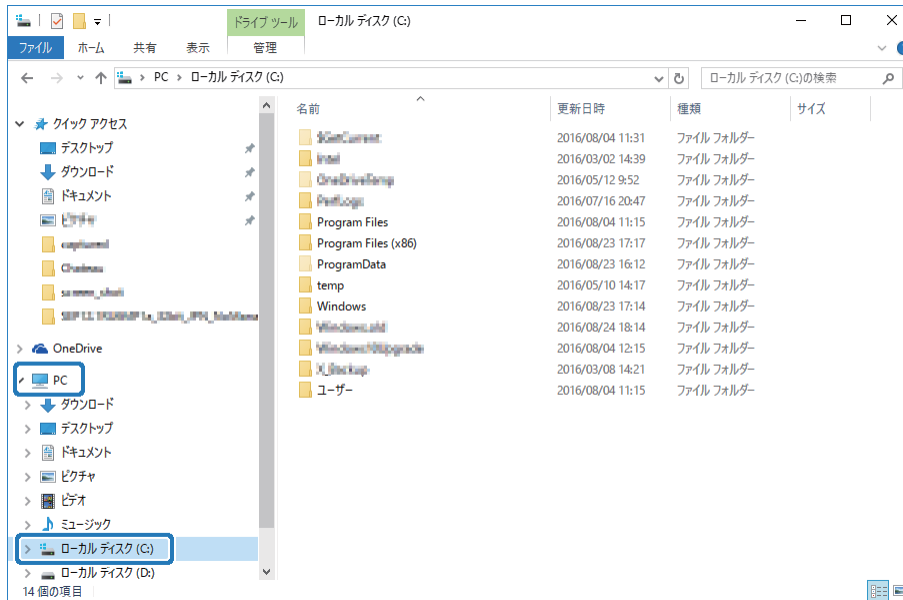 ドライブ ツール ローカル ディスク (C:)
ファイル ホーム 共有 表示 管理
PC ローカル ディスク (C:) ローカル ディスク (C:)の検索
クイック アクセス
デスクトップ
ダウンロード
ドキュメント
OneDrive
PC
ダウンロード
デスクトップ
ドキュメント
ピクチャ
ビデオ
ミュージック
ローカル ディスク (C:)
ローカル ディスク (D:)
名前 更新日時 種類 サイズ
2016/08/04 11:31 ファイル フォルダー
2016/03/02 14:39 ファイル フォルダー
2016/05/12 9:52 ファイル フォルダー
2016/07/16 20:47 ファイル フォルダー
Program Files 2016/08/04 11:15 ファイル フォルダー
Program Files (x86) 2016/08/23 17:17 ファイル フォルダー
ProgramData 2016/08/23 16:12 ファイル フォルダー
temp 2016/05/10 14:17 ファイル フォルダー
Windows 2016/08/23 17:14 ファイル フォルダー
2016/08/24 18:14 ファイル フォルダー
2016/08/04 12:15 ファイル フォルダー
2016/03/08 14:21 ファイル フォルダー
ユーザー 2016/08/04 11:15 ファイル フォルダー
14 個の項目